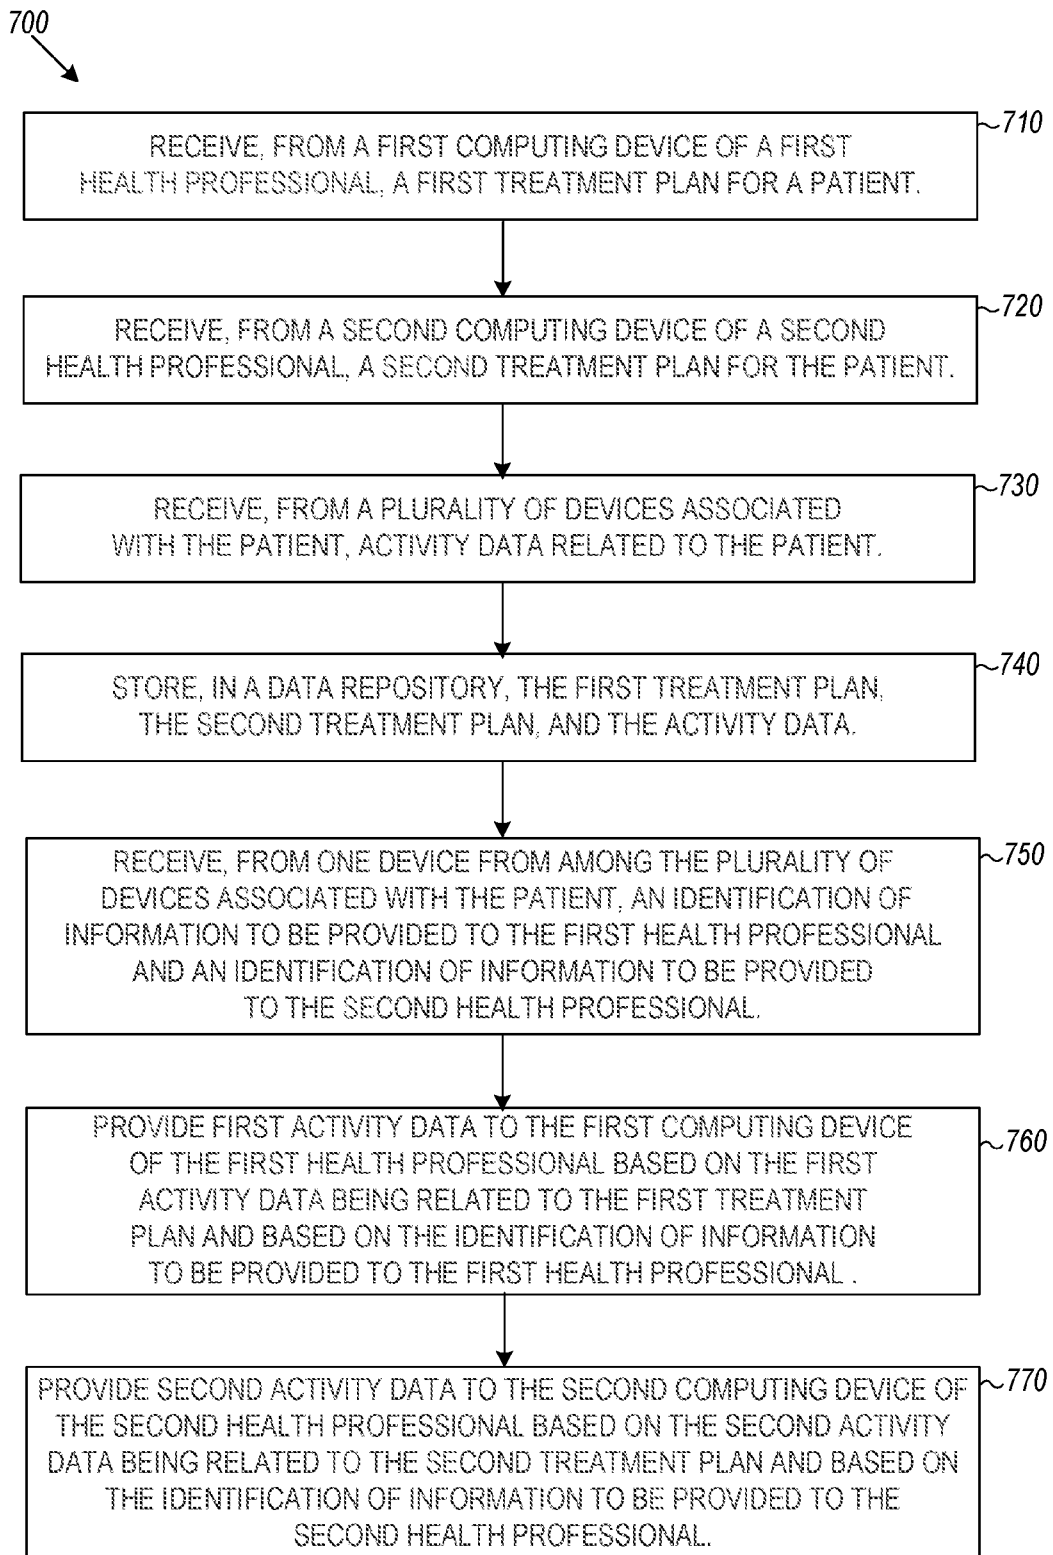 700
710
RECEIVE, FROM A FIRST COMPUTING DEVICE OF A FIRST
HEALTH PROFESSIONAL, A FIRST TREATMENT PLAN FOR A PATIENT.
720
RECEIVE, FROM A SECOND COMPUTING DEVICE OF A SECOND
HEALTH PROFESSIONAL, A SECOND TREATMENT PLAN FOR THE PATIENT.
730
RECEIVE, FROM A PLURALITY OF DEVICES ASSOCIATED
WITH THE PATIENT, ACTIVITY DATA RELATED TO THE PATIENT.
740
STORE, IN A DATA REPOSITORY, THE FIRST TREATMENT PLAN,
THE SECOND TREATMENT PLAN, AND THE ACTIVITY DATA.
750
RECEIVE, FROM ONE DEVICE FROM AMONG THE PLURALITY OF
DEVICES ASSOCIATED WITH THE PATIENT, AN IDENTIFICATION OF
INFORMATION TO BE PROVIDED TO THE FIRST HEALTH PROFESSIONAL
AND AN IDENTIFICATION OF INFORMATION TO BE PROVIDED
TO THE SECOND HEALTH PROFESSIONAL.
760
PROVIDE FIRST ACTIVITY DATA TO THE FIRST COMPUTING DEVICE
OF THE FIRST HEALTH PROFESSIONAL BASED ON THE FIRST
ACTIVITY DATA BEING RELATED TO THE FIRST TREATMENT
PLAN AND BASED ON THE IDENTIFICATION OF INFORMATION
TO BE PROVIDED TO THE FIRST HEALTH PROFESSIONAL .
770
PROVIDE SECOND ACTIVITY DATA TO THE SECOND COMPUTING DEVICE OF
THE SECOND HEALTH PROFESSIONAL BASED ON THE SECOND ACTIVITY
DATA BEING RELATED TO THE SECOND TREATMENT PLAN AND BASED ON
THE IDENTIFICATION OF INFORMATION TO BE PROVIDED TO THE
SECOND HEALTH PROFESSIONAL.